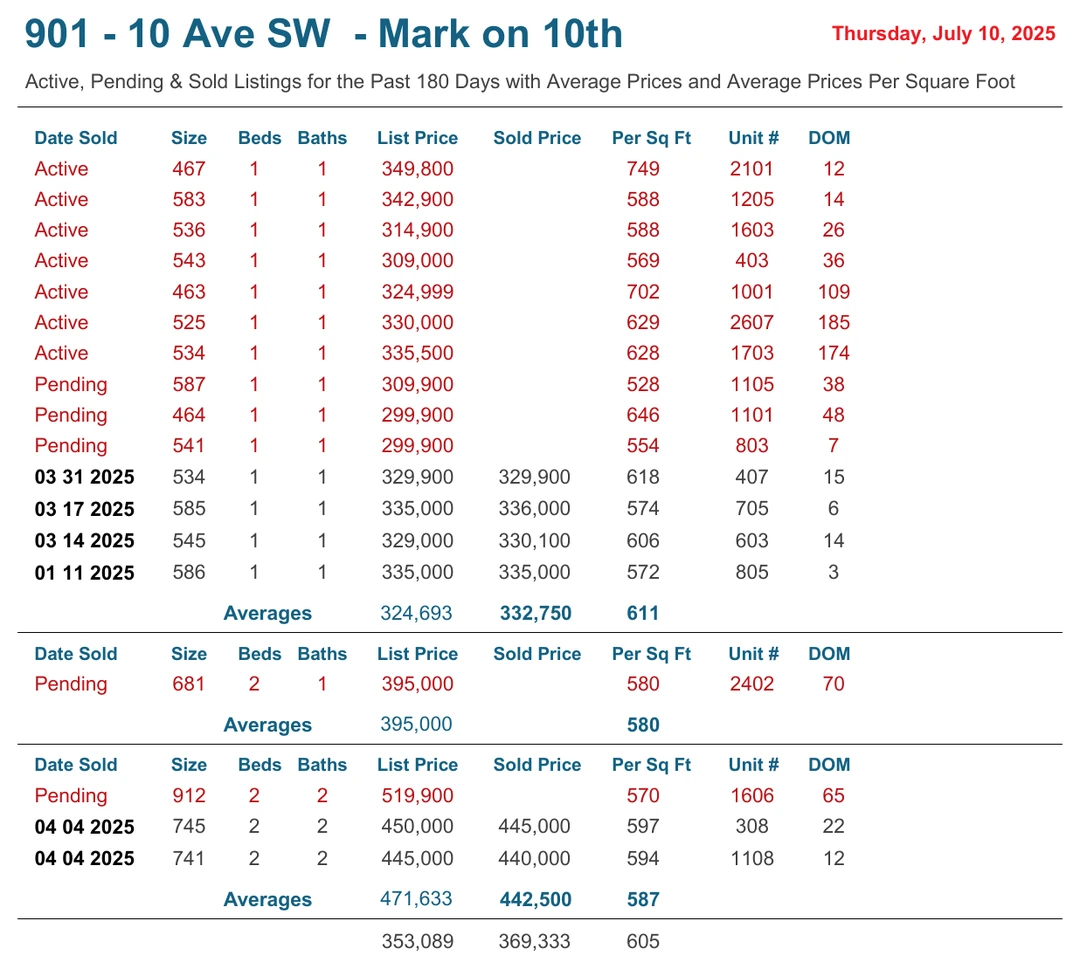 901 - 10 Ave SW - Mark on 10th Thursday, July 10, 2025
Active, Pending & Sold Listings for the Past 180 Days with Average Prices and Average Prices Per Square Foot
Date Sold Size Beds Baths List Price Sold Price Per Sq Ft Unit # DOM
Active 467 1 1 349,800 749 2101 12
Active 583 1 1 342,900 588 1205 14
Active 536 1 1 314,900 588 1603 26
Active 543 1 1 309,000 569 403 36
Active 463 1 1 324,999 702 1001 109
Active 525 1 1 330,000 629 2607 185
Active 534 1 1 335,500 628 1703 174
Pending 587 1 1 309,900 528 1105 38
Pending 464 1 1 299,900 646 1101 48
Pending 541 1 1 299,900 554 803 7
03 31 2025 534 1 1 329,900 329,900 618 407 15
03 17 2025 585 1 1 335,000 336,000 574 705 6
03 14 2025 545 1 1 329,000 330,100 606 603 14
01 11 2025 586 1 1 335,000 335,000 572 805 3
Averages 324,693 332,750 611
Date Sold Size Beds Baths List Price Sold Price Per Sq Ft Unit # DOM
Pending 681 2 1 395,000 580 2402 70
Averages 395,000 580
Date Sold Size Beds Baths List Price Sold Price Per Sq Ft Unit # DOM
Pending 912 2 2 519,900 570 1606 65
04 04 2025 745 2 2 450,000 445,000 597 308 22
04 04 2025 741 2 2 445,000 440,000 594 1108 12
Averages 471,633 442,500 587
353,089 369,333 605